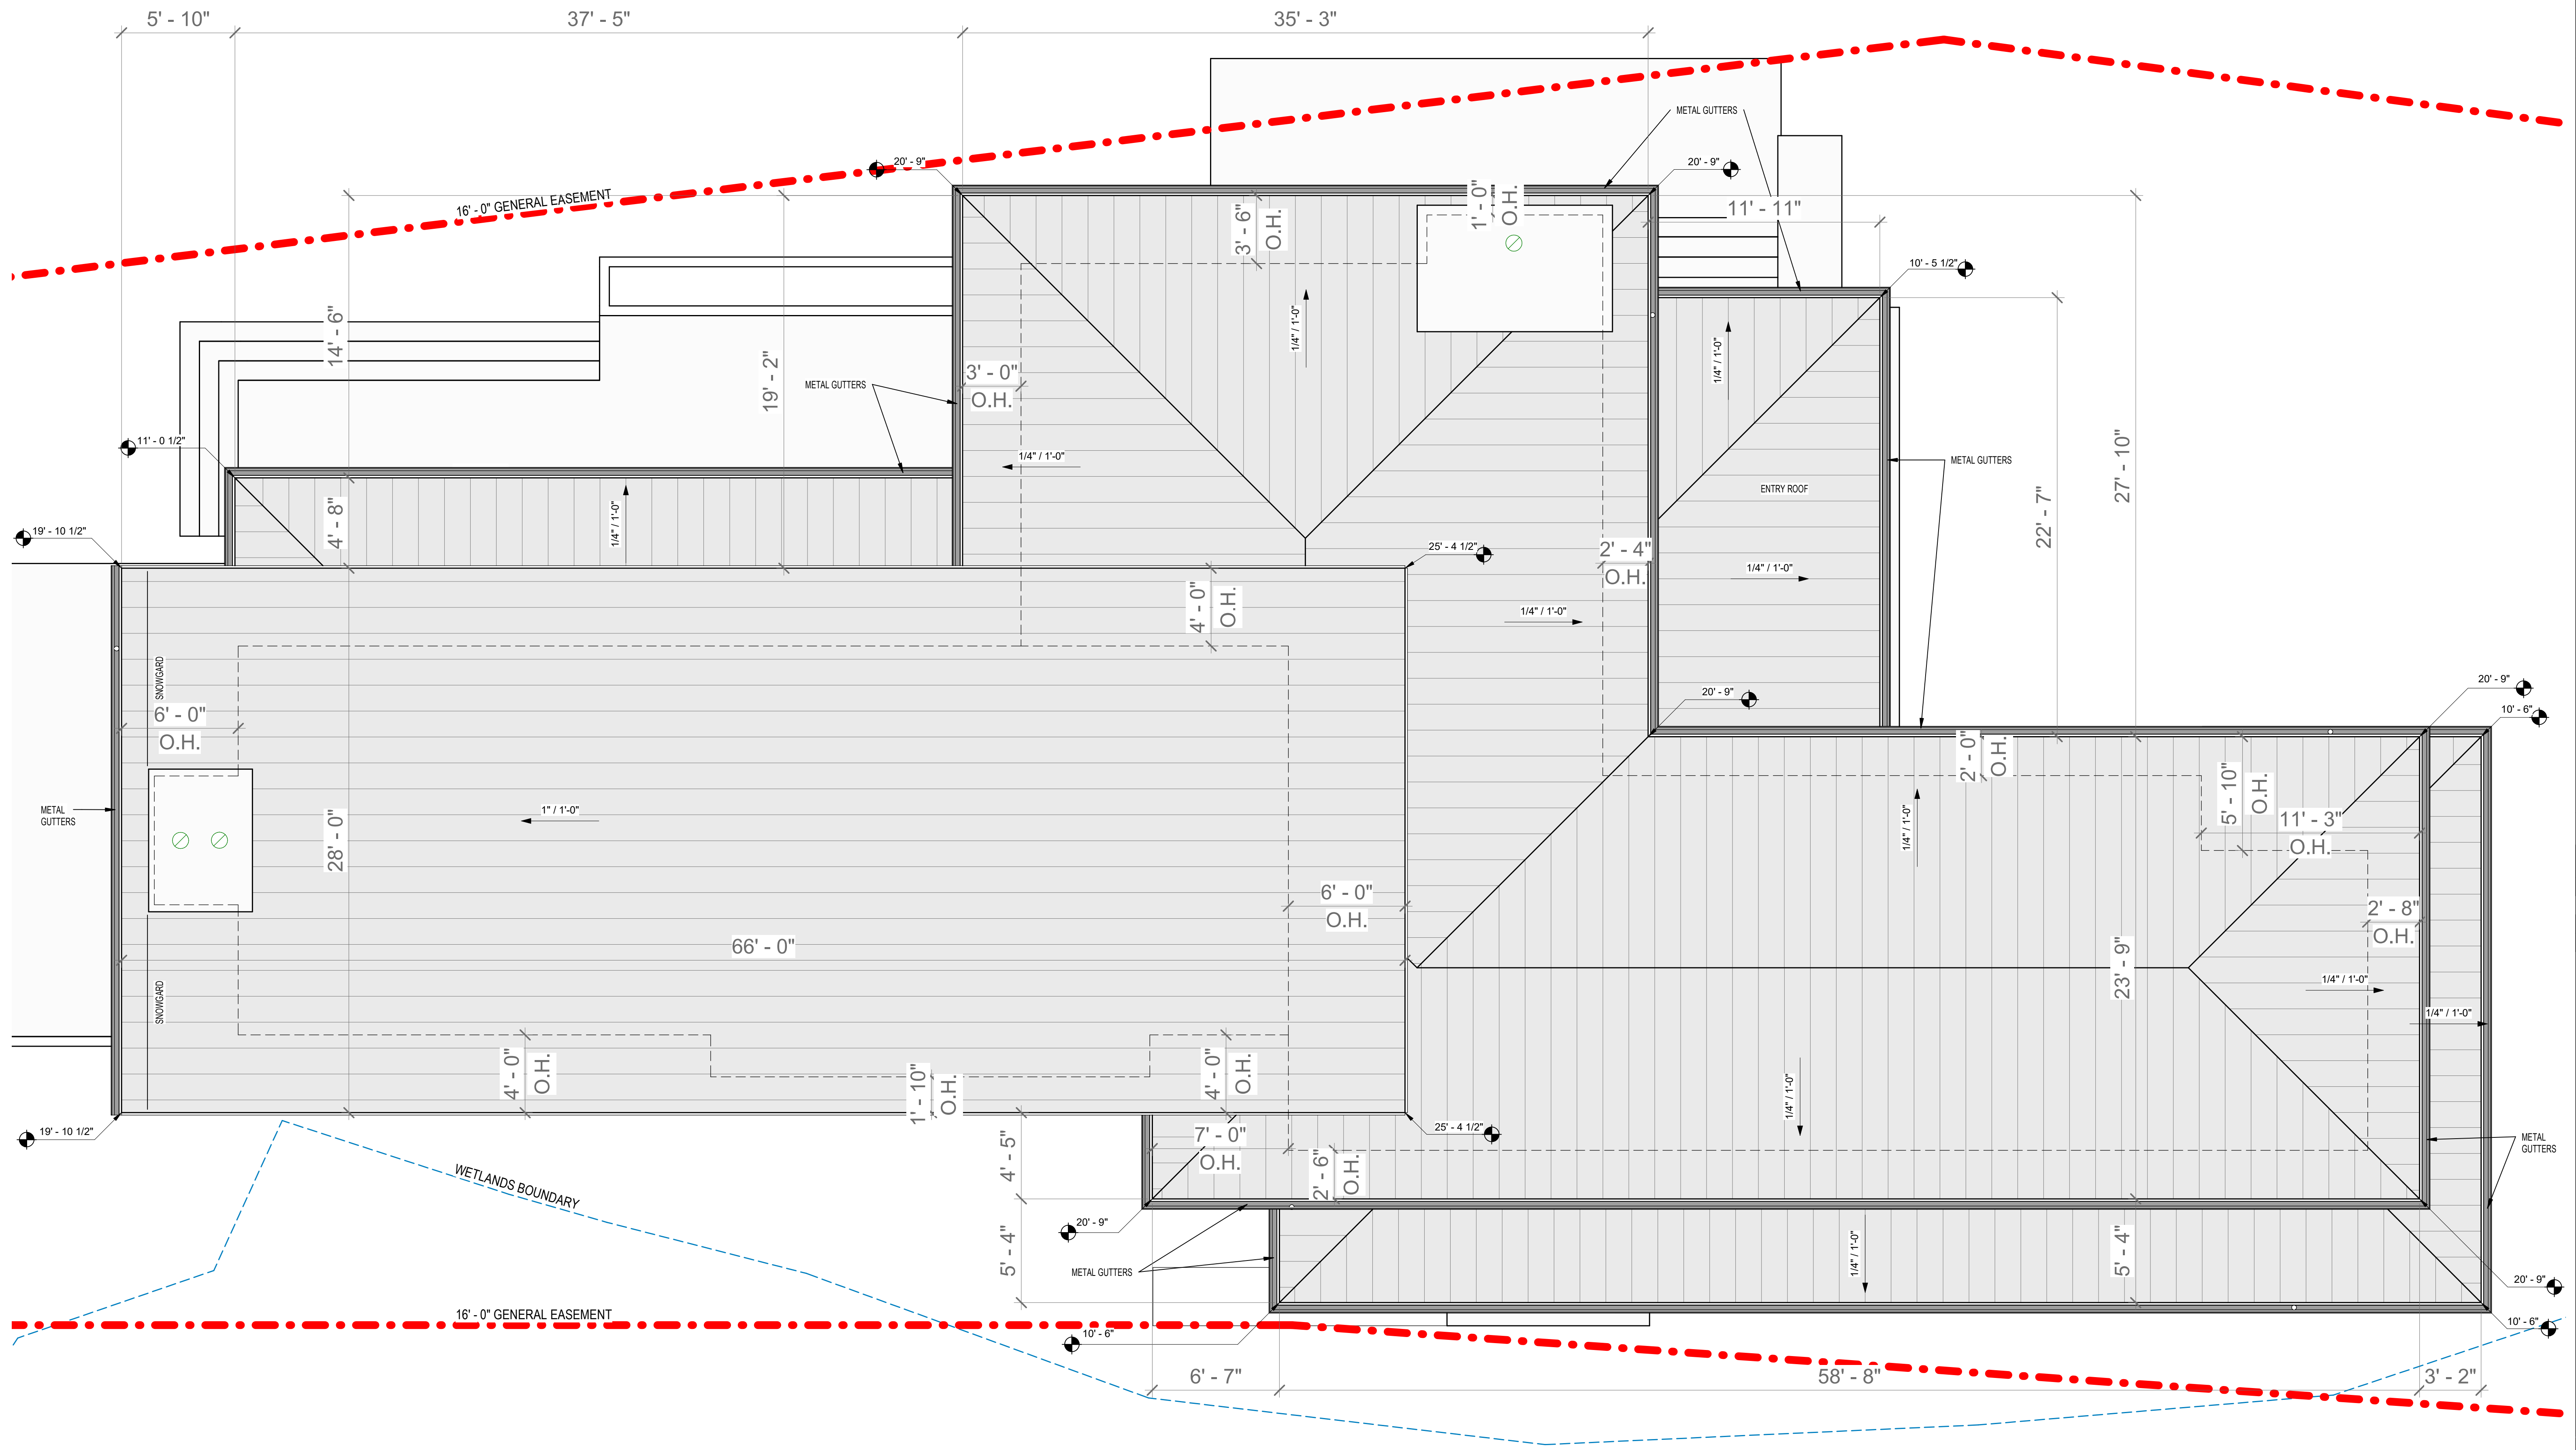 5' - 10"
37' - 5"
35' - 3"
METAL GUTTERS
20' - 9"
20' - 9"
16' - 0" GENERAL EASEMENT
3' - 6"
O.H.
1' - 0"
O.H.
11' - 11"
10' - 5 1/2"
14' - 6"
19' - 2"
1/4" / 1'-0"
1/4" / 1'-0"
3' - 0"
O.H.
METAL GUTTERS
11' - 0 1/2"
1/4" / 1'-0"
27' - 10"
METAL GUTTERS
ENTRY ROOF
22' - 7"
4' - 8"
1/4" / 1'-0"
19' - 10 1/2"
25' - 4 1/2"
2' - 4"
O.H.
1/4" / 1'-0"
4' - 0"
O.H.
1/4" / 1'-0"
SNOWGARD
20' - 9"
20' - 9"
10' - 6"
6' - 0"
O.H.
2' - 0"
O.H.
5' - 10"
O.H.
METAL
GUTTERS
1" / 1'-0"
28' - 0"
1/4" / 1'-0"
11' - 3"
O.H.
6' - 0"
O.H.
2' - 8"
O.H.
66' - 0"
23' - 9"
1/4" / 1'-0"
SNOWGARD
1/4" / 1'-0"
4' - 0"
O.H.
1' - 10"
O.H.
4' - 0"
O.H.
1/4" / 1'-0"
19' - 10 1/2"
25' - 4 1/2"
7' - 0"
O.H.
4' - 5"
2' - 6"
O.H.
METAL
GUTTERS
WETLANDS BOUNDARY
20' - 9"
5' - 4"
1/4" / 1'-0"
5' - 4"
METAL GUTTERS
20' - 9"
16' - 0" GENERAL EASEMENT
10' - 6"
10' - 6"
6' - 7"
58' - 8"
3' - 2"